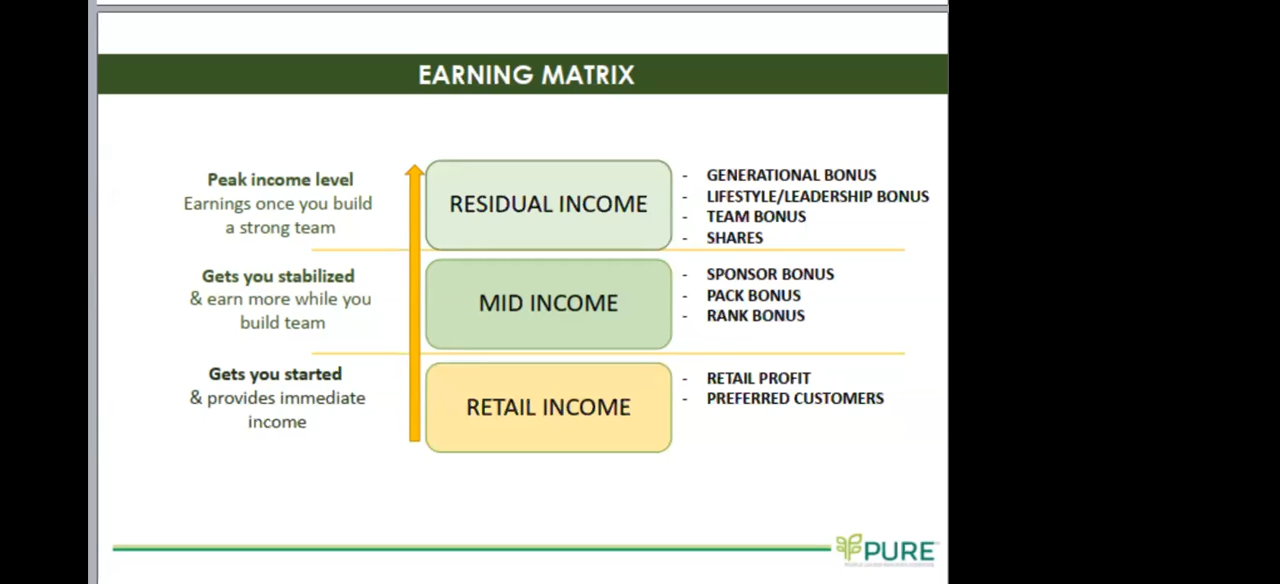 EARNING MATRIX
Peak income level
Earnings once you build
a strong team
RESIDUAL INCOME
- GENERATIONAL BONUS
- LIFESTYLE/LEADERSHIP BONUS
- TEAM BONUS
- SHARES
Gets you stabilized
& earn more while you
build team
MID INCOME
- SPONSOR BONUS
- PACK BONUS
- RANK BONUS
Gets you started
& provides immediate
income
RETAIL INCOME
- RETAIL PROFIT
- PREFERRED CUSTOMERS
PURE